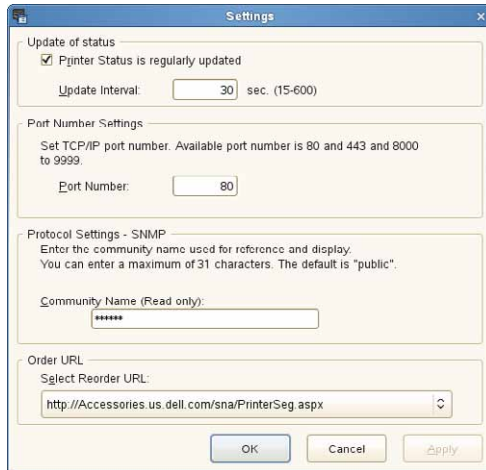 Settings
Update of status
Printer Status is regularly updated
Update Interval: 30 sec. (15-600)
Port Number Settings
Set TCP/IP port number. Available port number is 80 and 443 and 8000
to 9999.
Port Number: 80
Protocol Settings - SNMP
Enter the community name used for reference and display.
You can enter a maximum of 31 characters. The default is "public".
Community Name (Read only):
******
Order URL
Select Reorder URL:
http://Accessories.us.dell.com/sna/PrinterSeg.aspx
OK Cancel Apply